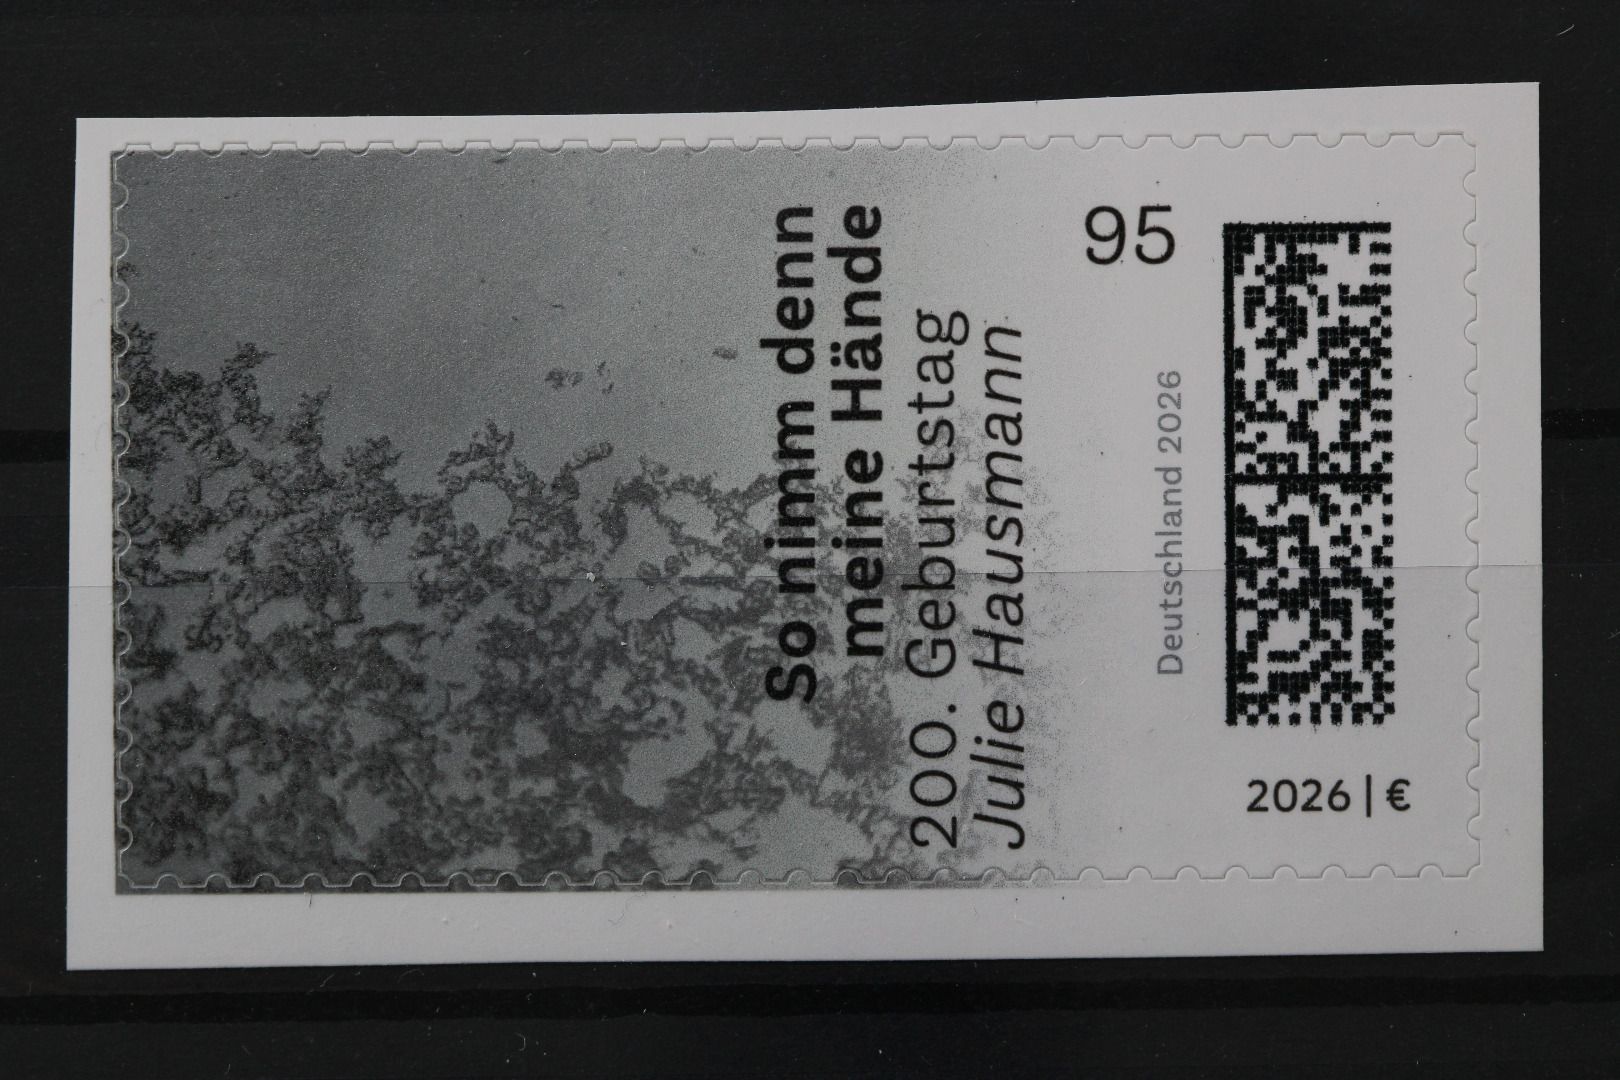 So nimm denn
meine Hände
200. Geburtstag
Julie Hausmann
95
Deutschland 2026
2026 | €